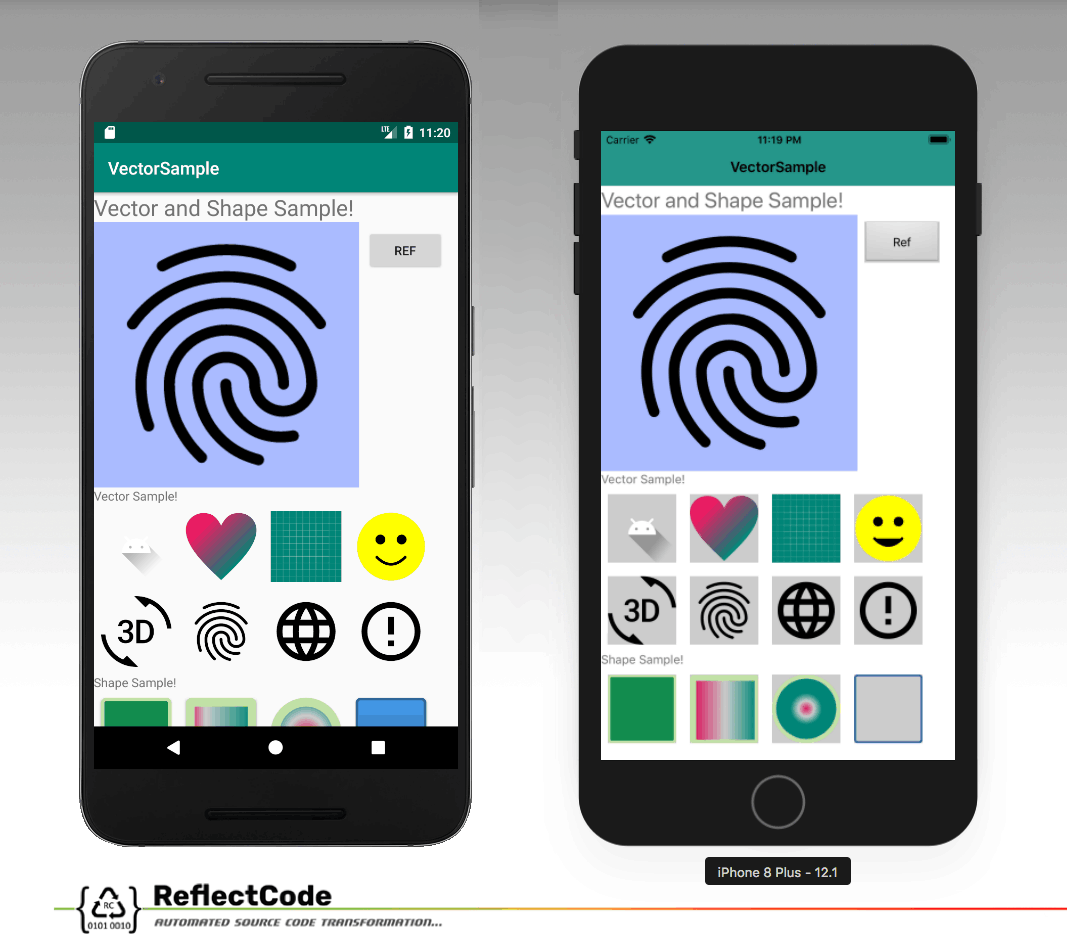 LTE 11:20
VectorSample
Vector and Shape Sample!
REF
Vector Sample!
3D
Shape Sample!
Carrier 11:19 PM
VectorSample
Vector and Shape Sample!
Ref
Vector Sample!
3D
Shape Sample!
iPhone 8 Plus - 12.1
RC
0101 0010
ReflectCode
AUTOMATED SOURCE CODE TRANSFORMATION...